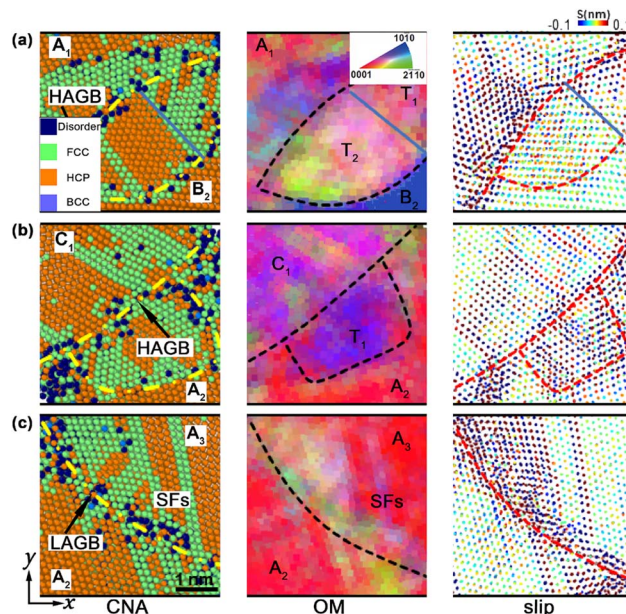 S(nm)
-0.1 0.
(a) A1
HAGB
Disorder
FCC
HCP
BCC
B2
A1
1010
0001 2110
T1
T2
B2
(b) C1
HAGB
A2
C1
T1
A2
(c) A3
SFs
LAGB
A2
1 nm
A3
SFs
A2
y
x
CNA OM slip